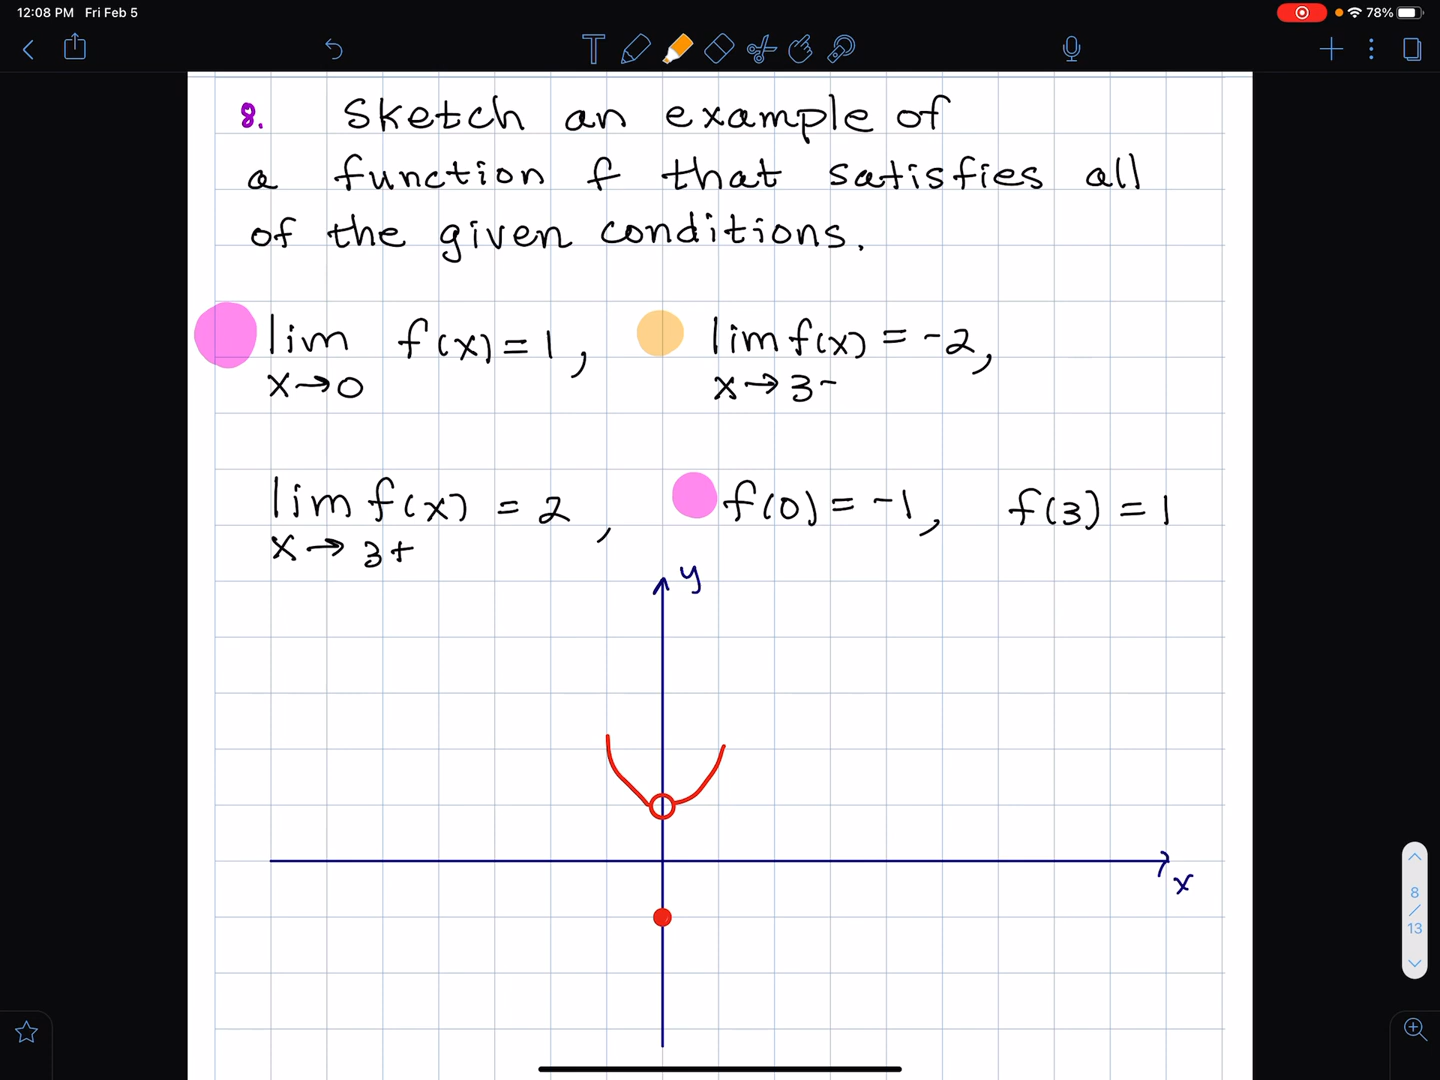 12:08 PM Fri Feb 5
78%
T
8. Sketch an example of
a function f that satisfies all
of the given conditions.
lim f(x) = 1, lim f(x) = -2,
x→0 x→3-
lim f(x) = 2, f(0) = -1, f(3) = 1
x→3+
y
x
8
/
13